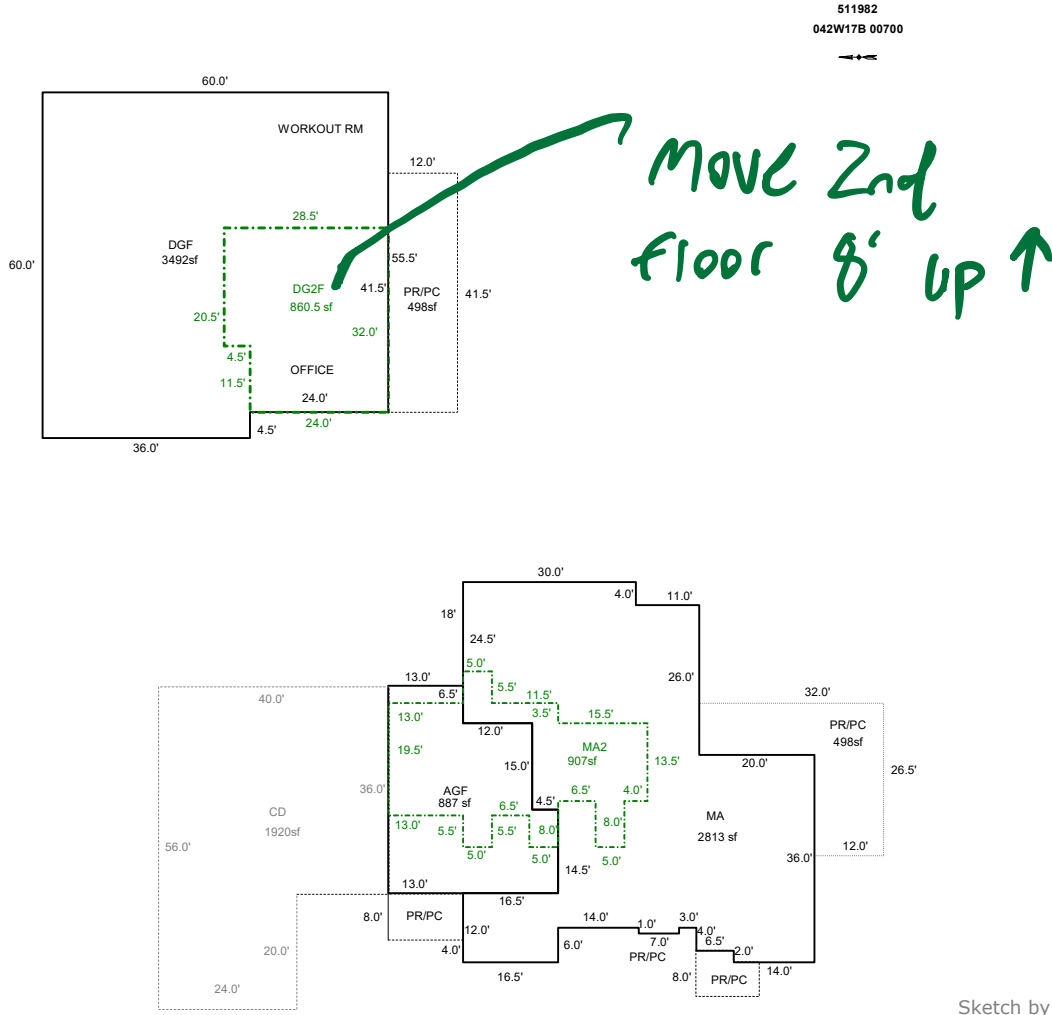 511982
042W17B 00700
60.0'
WORKOUT RM
12.0'
28.5'
DGF
3492sf
60.0'
55.5'
DG2F
860.5 sf
41.5'
PR/PC
498sf
41.5'
20.5'
32.0'
4.5'
OFFICE
11.5'
24.0'
24.0'
4.5'
36.0'
Move 2nd
floor 8' up ↑
30.0'
4.0'
11.0'
18'
24.5'
5.0'
13.0'
26.0'
5.5'
32.0'
40.0'
6.5'
11.5'
13.0'
3.5'
15.5'
PR/PC
498sf
12.0'
19.5'
MA2
907sf
13.5'
20.0'
15.0'
26.5'
36.0'
AGF
887 sf
6.5'
4.0'
4.5'
CD
1920sf
6.5'
MA
2813 sf
13.0'
5.5'
5.5'
8.0'
8.0'
56.0'
5.0'
5.0'
5.0'
36.0'
12.0'
14.5'
13.0'
16.5'
8.0'
PR/PC
12.0'
14.0'
1.0'
3.0'
4.0'
7.0'
6.5'
4.0'
6.0'
2.0'
20.0'
PR/PC
16.5'
8.0'
PR/PC
14.0'
24.0'
Sketch by